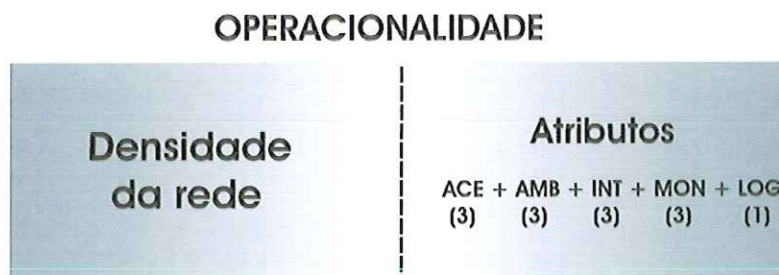 OPERACIONALIDADE
Densidade
da rede
Atributos
ACE + AMB + INT + MON + LOG
(3) (3) (3) (3) (1)